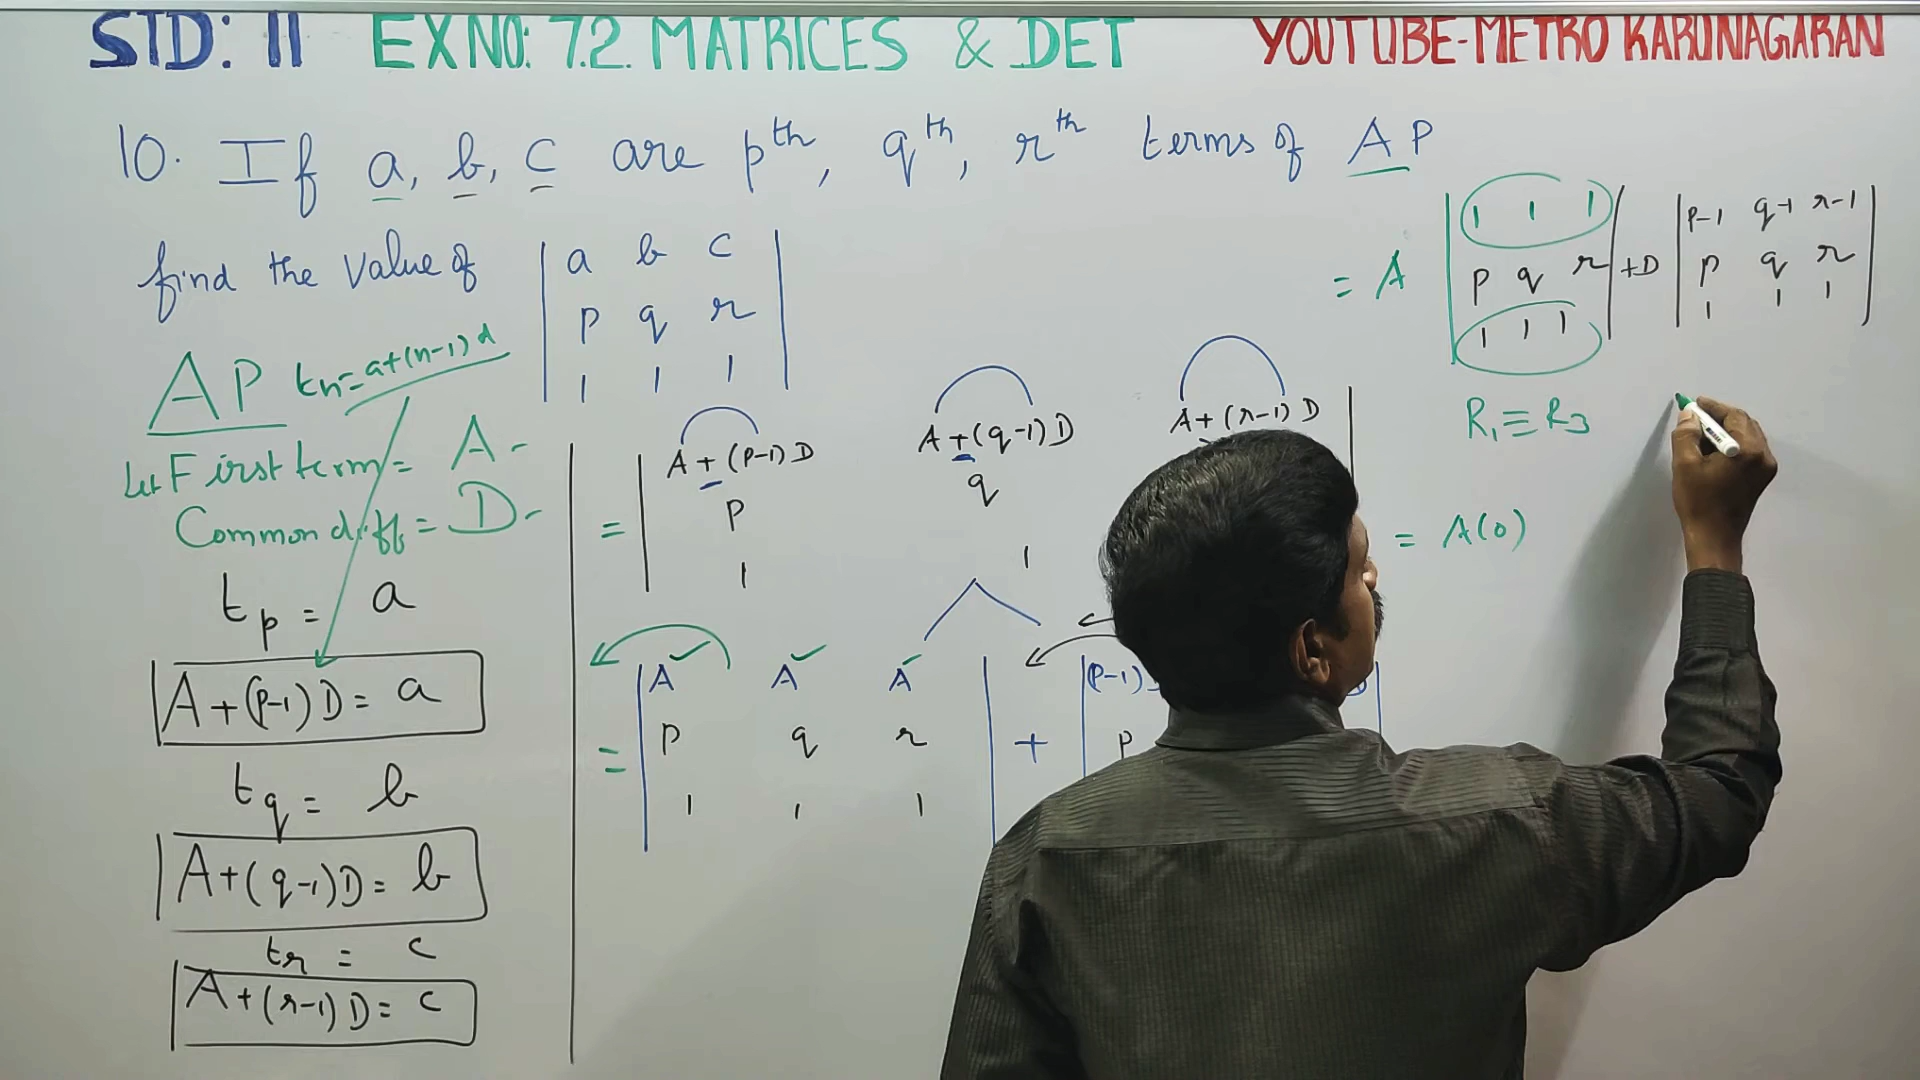 STD: 11 EX NO: 7.2. MATRICES & DET YOUTUBE-METRO KARUNAGARAN
10. If a, b, c are pth, qth, rth terms of AP
find the value of
a b c
p q r
1 1 1
AP tn = a+(n-1)d
Let First term = A
Common diff = D
tp = a
A+(p-1)D = a
tq = b
A+(q-1)D = b
tr = c
A+(r-1)D = c
= A+(p-1)D A+(q-1)D A+(r-1)D
p q
1 1
A A A (p-1)
= p q r + p
1 1 1
1 1 1 p-1 q-1 r-1
= A p q r +D p q r
1 1 1 1 1 1
R1 ≡ R3
= A(0)